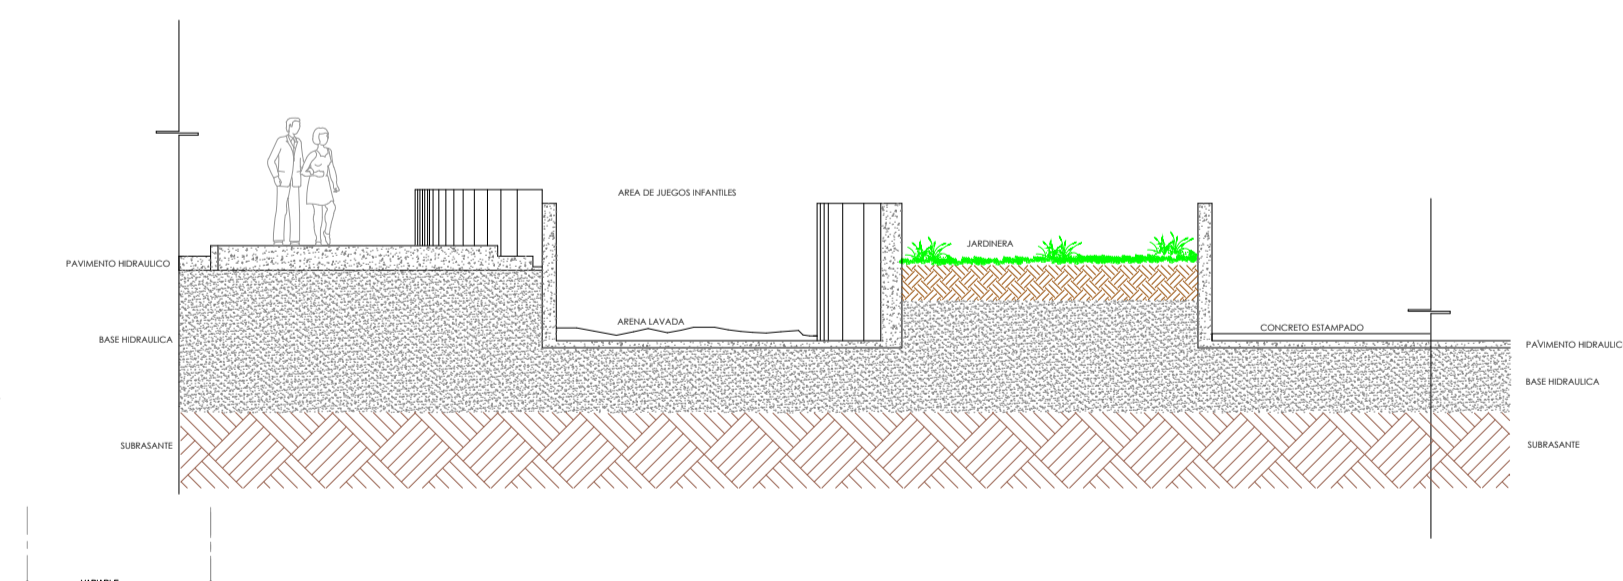 AREA DE JUEGOS INFANTILES
JARDINERA
PAVIMENTO HIDRAULICO
ARENA LAVADA
CONCRETO ESTAMPADO
BASE HIDRAULICA
PAVIMENTO HIDRAULIC
BASE HIDRAULICA
SUBRASANTE
SUBRASANTE